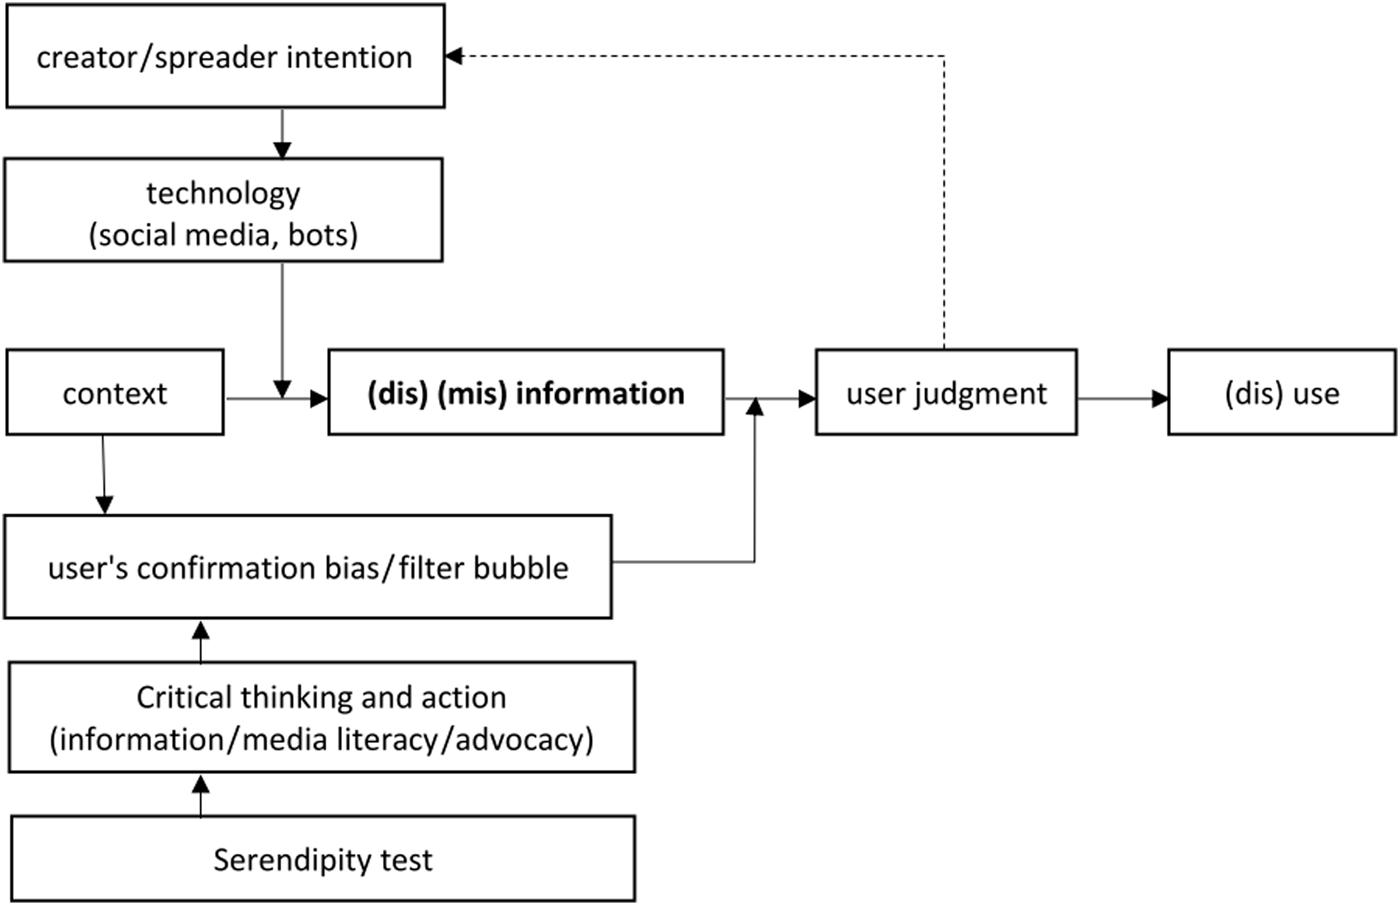 creator/spreader intention
technology
(social media, bots)
context
(dis) (mis) information
user judgment
(dis) use
user's confirmation bias/filter bubble
Critical thinking and action
(information/media literacy/advocacy)
Serendipity test